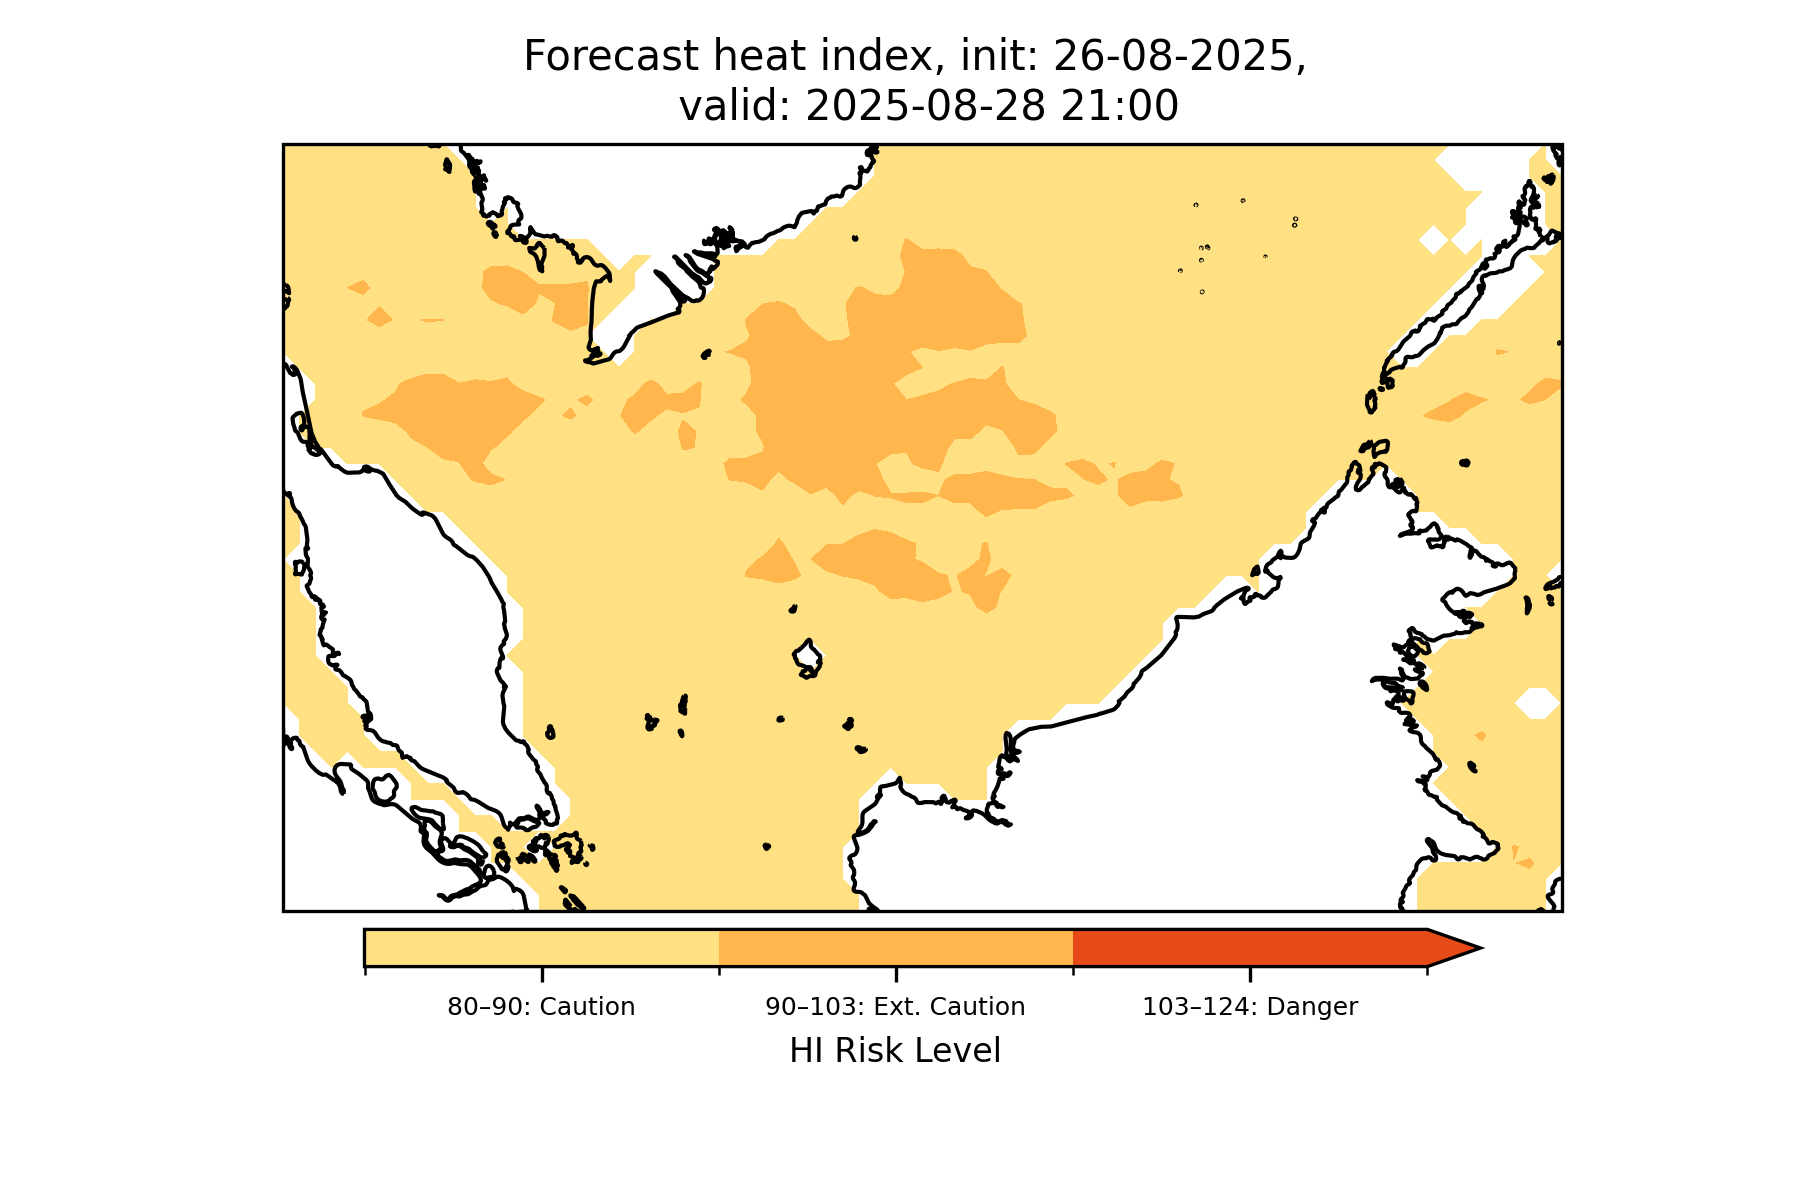 Forecast heat index, init: 26-08-2025,
valid: 2025-08-28 21:00
80–90: Caution
90–103: Ext. Caution
103–124: Danger
HI Risk Level